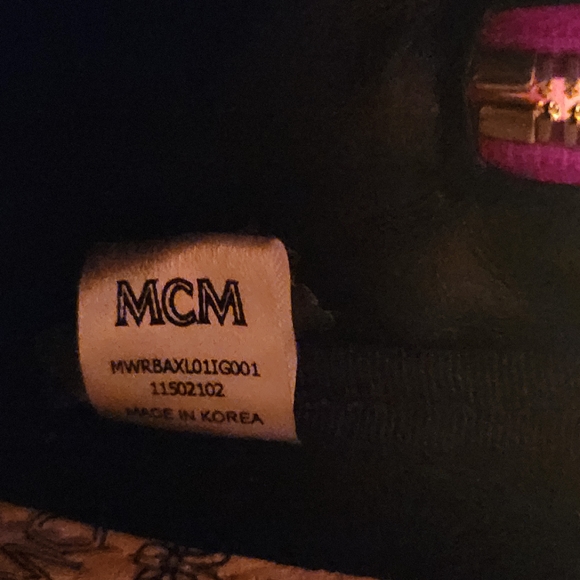 MCM
MWRBAXL01IG001
11502102
MADE IN KOREA